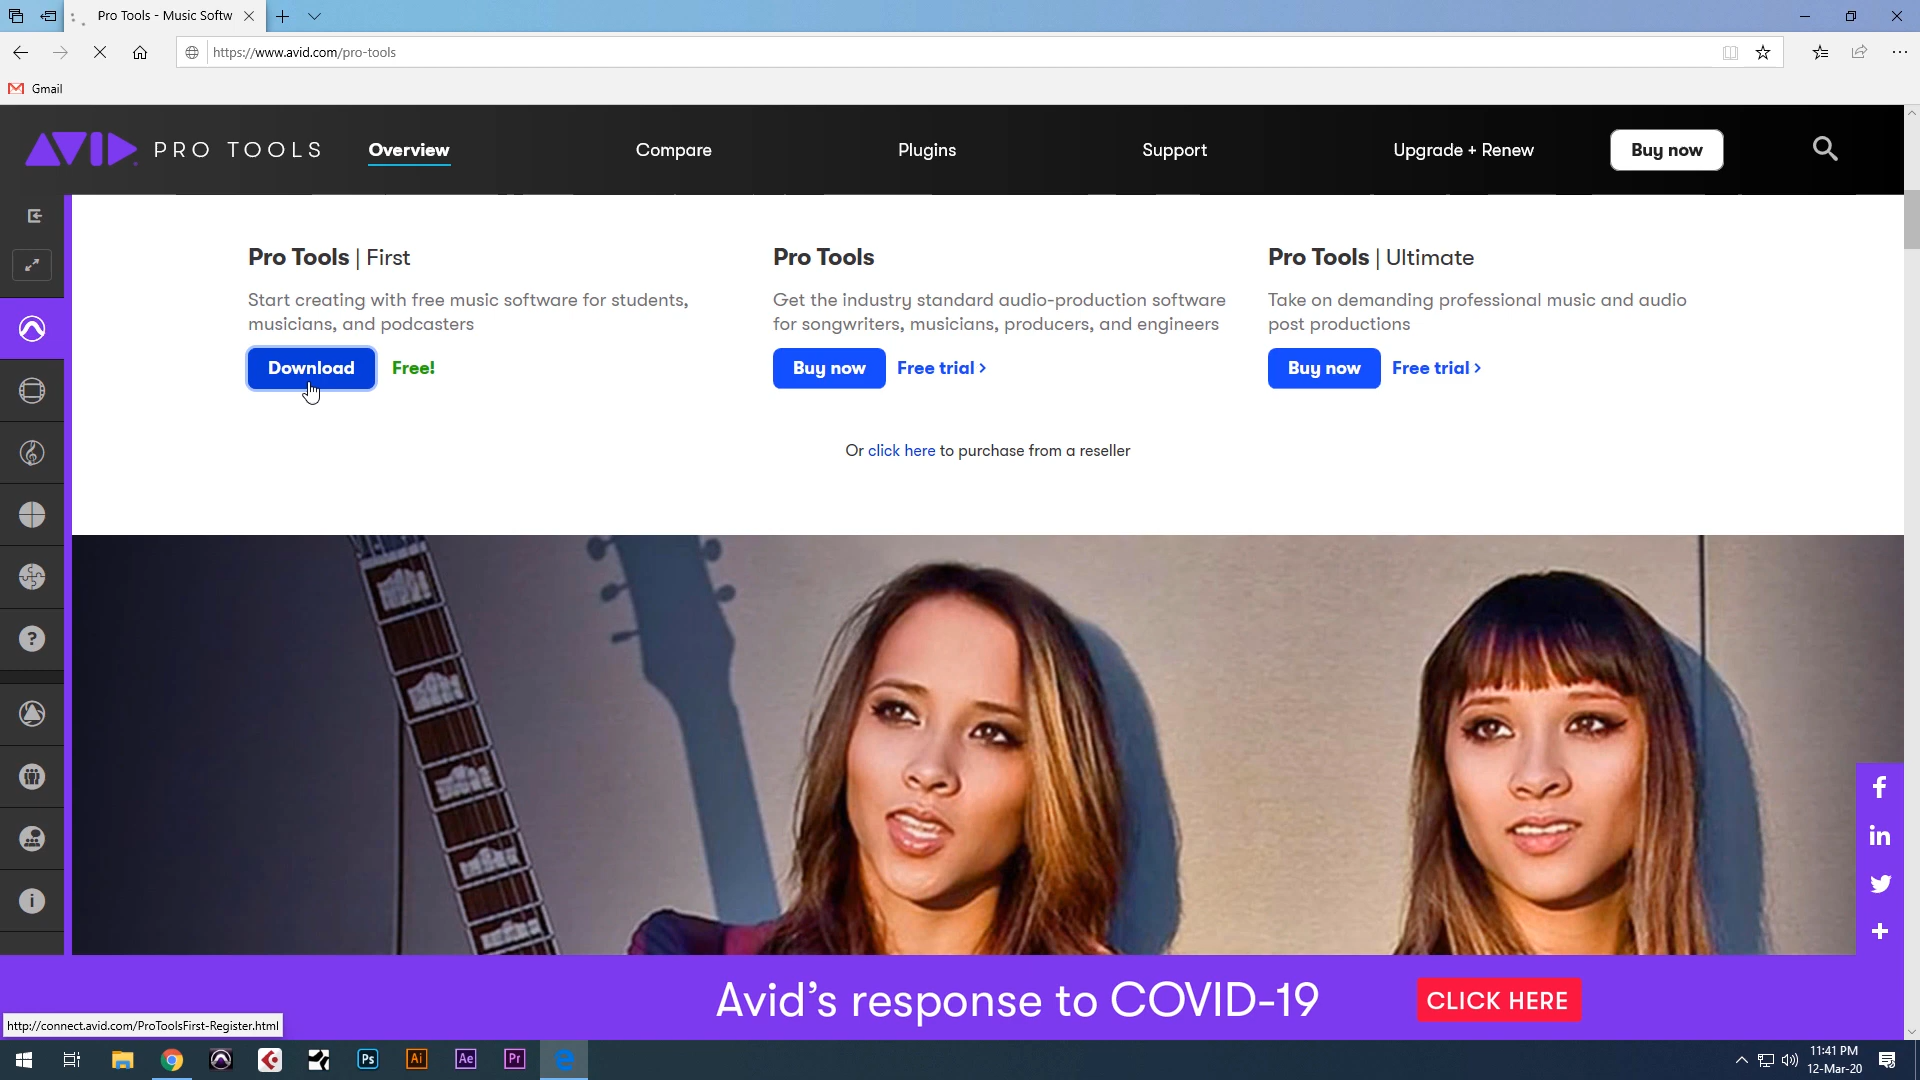 Pro Tools - Music Softw
https://www.avid.com/pro-tools
Gmail
AVID PRO TOOLS
Overview
Compare
Plugins
Support
Upgrade + Renew
Buy now
Pro Tools | First
Start creating with free music software for students,
musicians, and podcasters
Download Free!
Pro Tools
Get the industry standard audio-production software
for songwriters, musicians, producers, and engineers
Buy now Free trial ›
Pro Tools | Ultimate
Take on demanding professional music and audio
post productions
Buy now Free trial ›
Or click here to purchase from a reseller
Avid’s response to COVID-19
CLICK HERE
http://connect.avid.com/ProToolsFirst-Register.html
Ps
Ai
Ae
Pr
11:41 PM
12-Mar-20